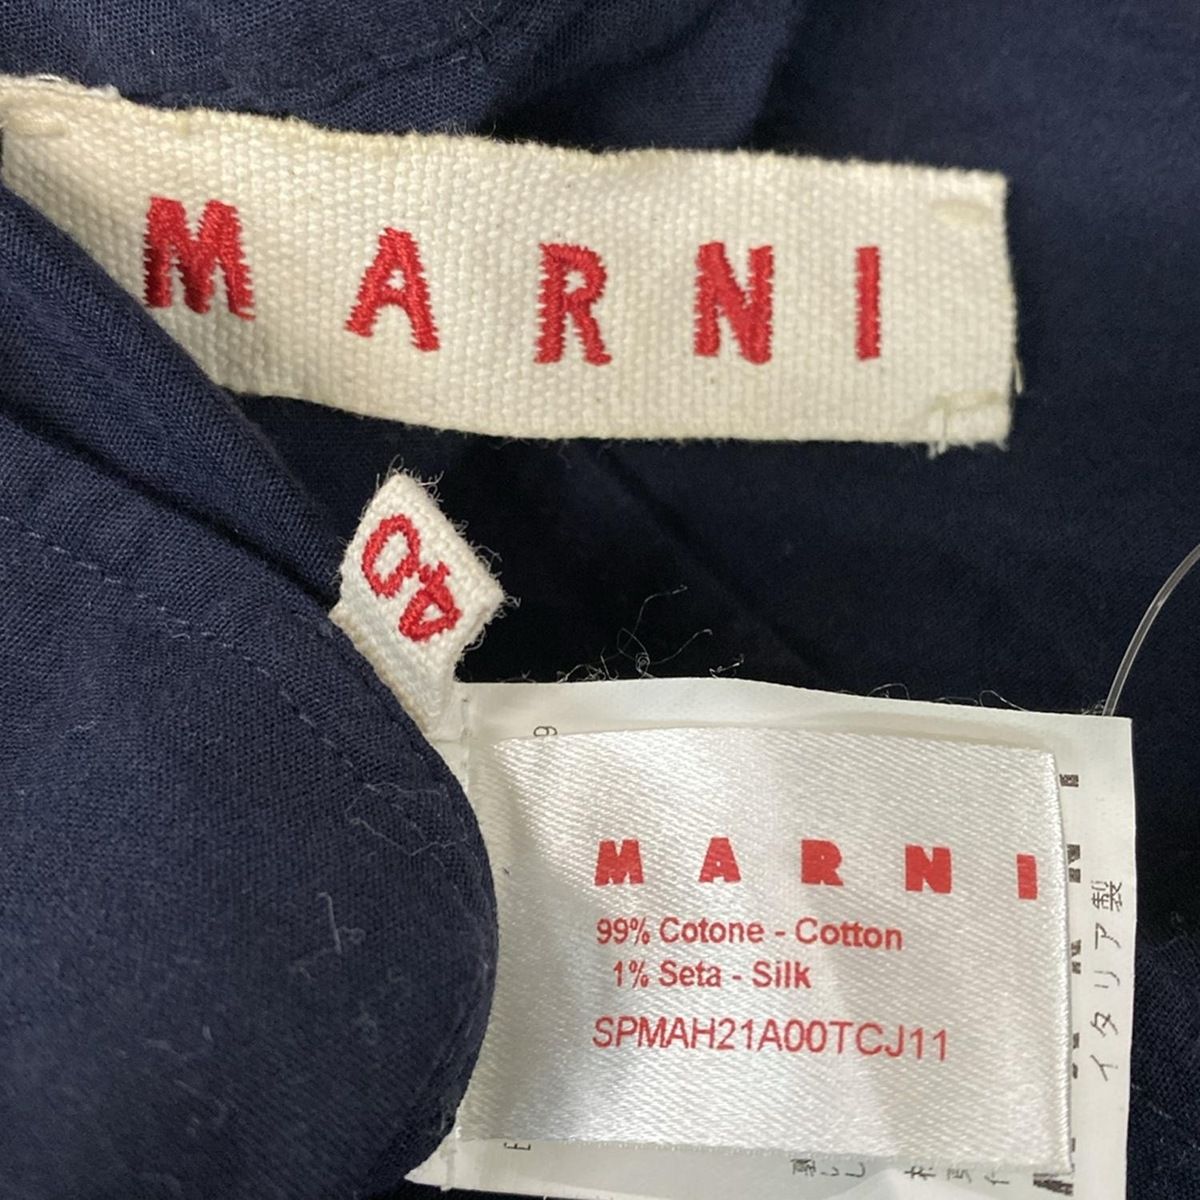 MARNI
40
MARNI
99% Cotone - Cotton
1% Seta - Silk
SPMAH21A00TCJ11
イタリア製